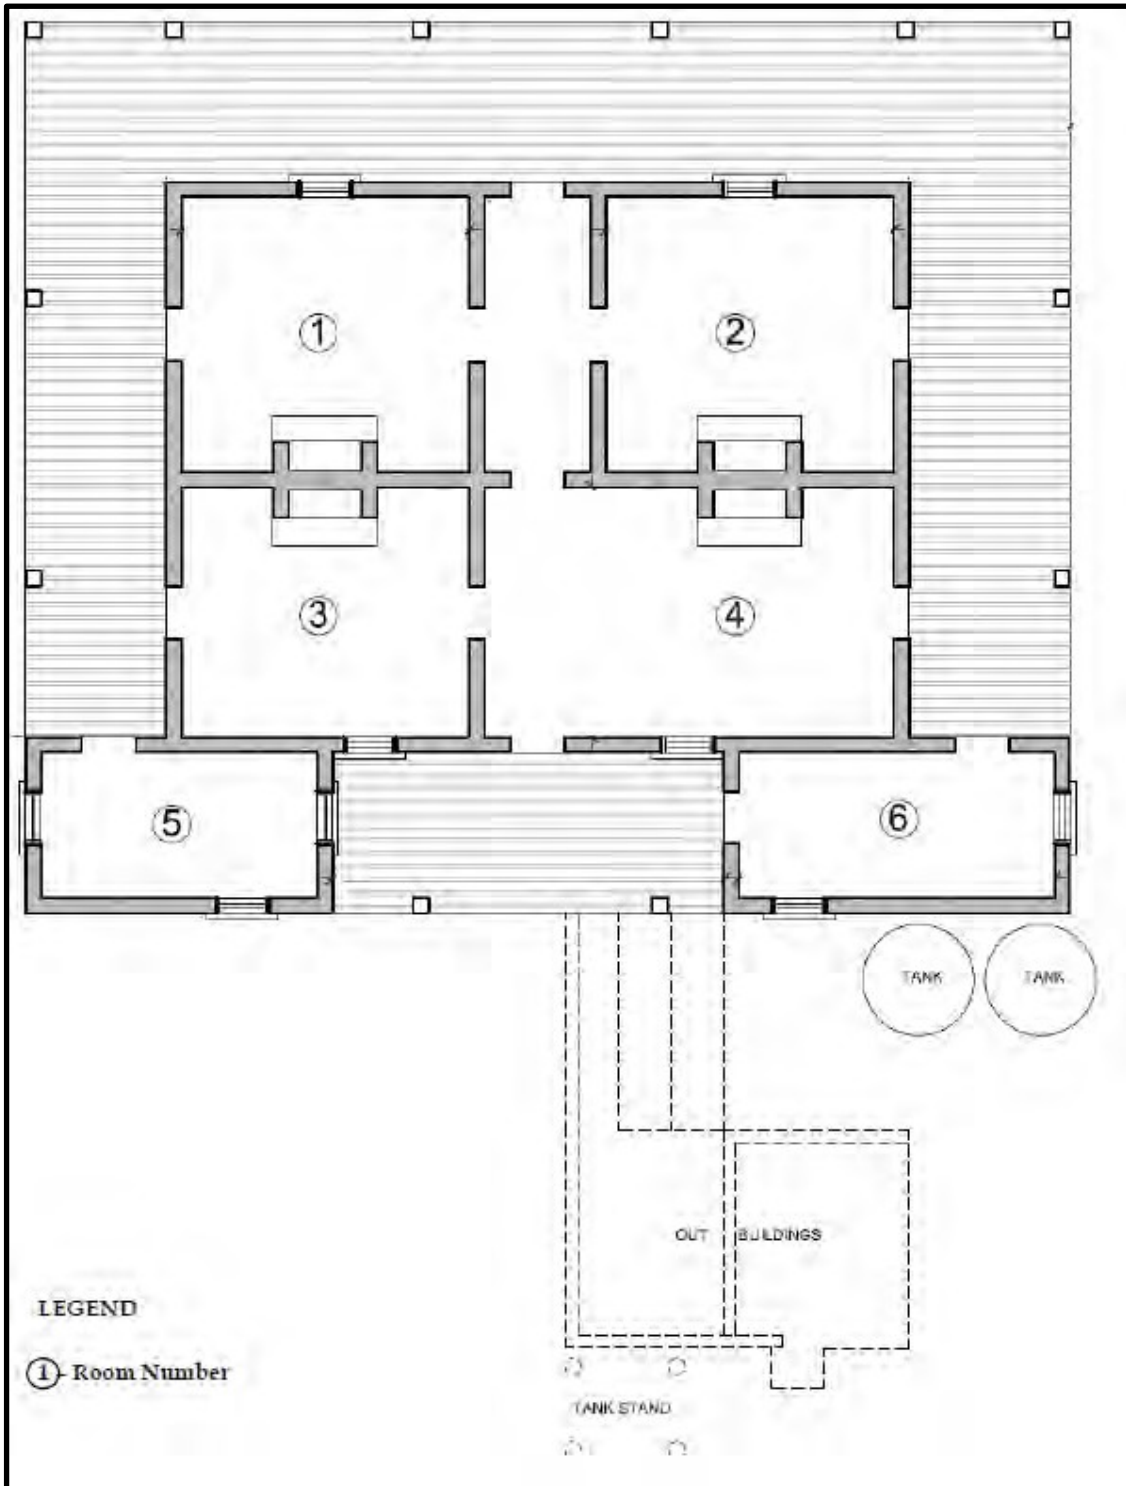 1
2
3
4
5
6
TANK
TANK
OUT BUILDINGS
LEGEND
1 - Room Number
TANK STAND